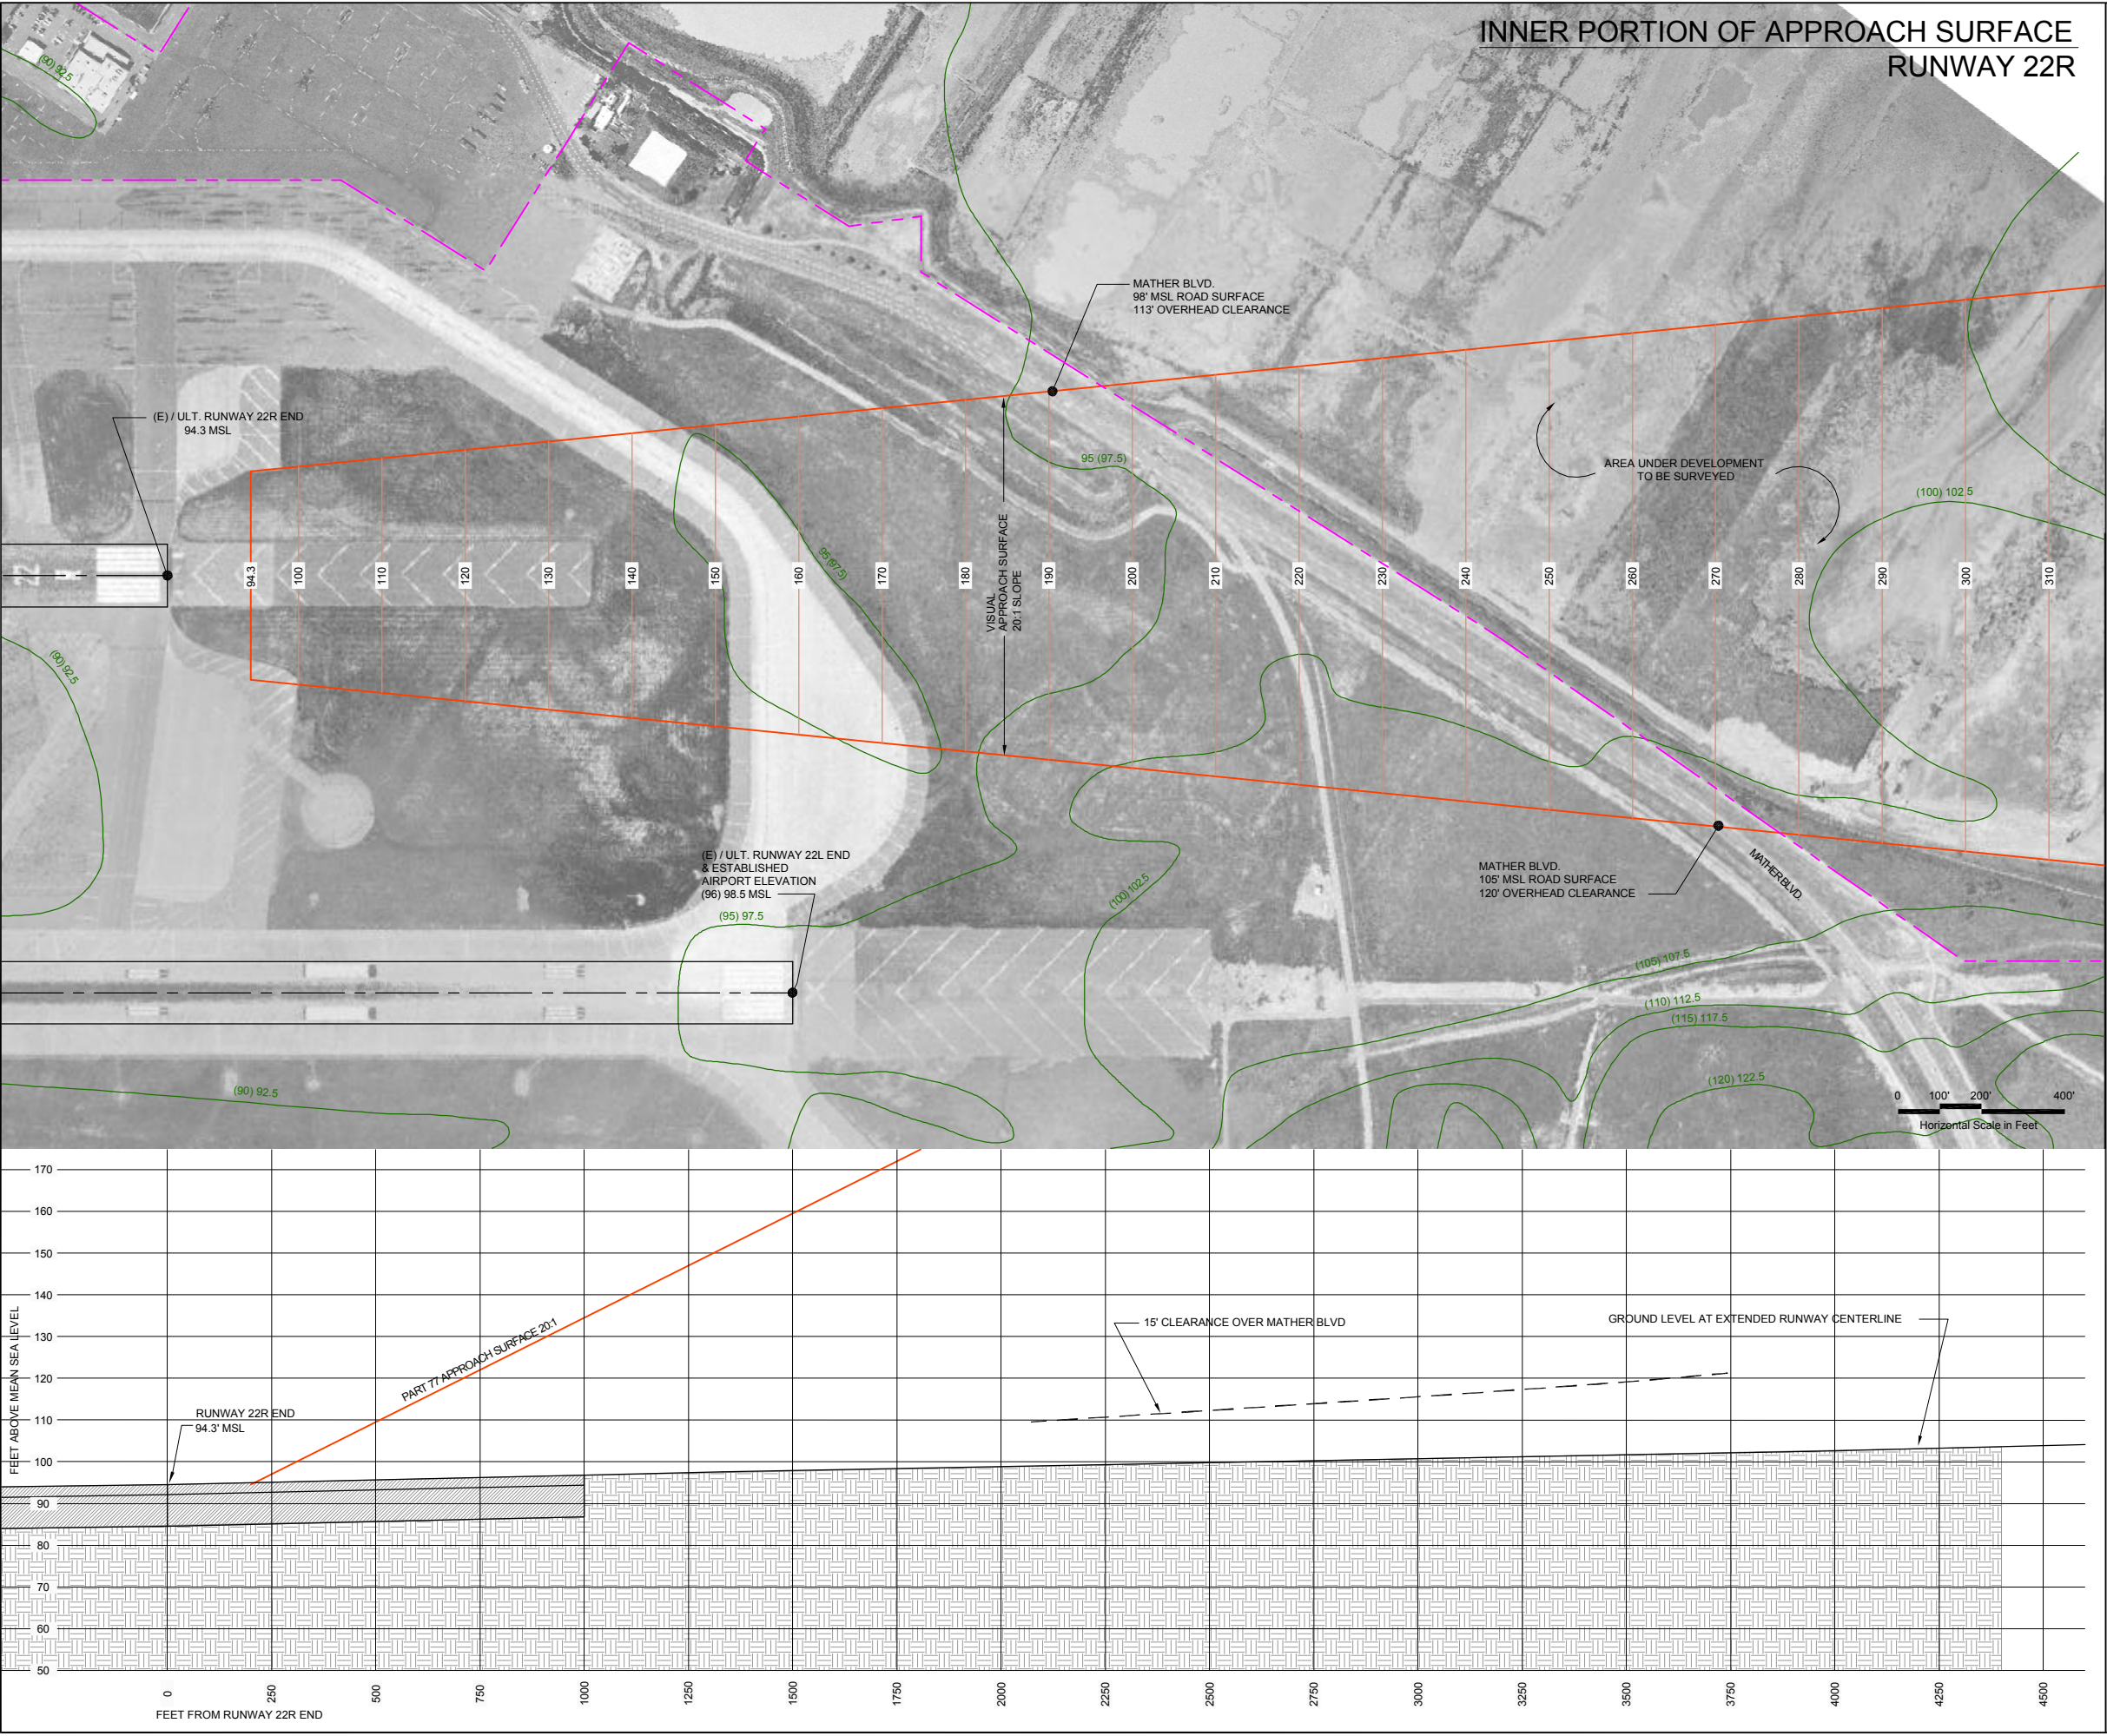 INNER PORTION OF APPROACH SURFACE
RUNWAY 22R
(90) 92.5
MATHER BLVD.
98' MSL ROAD SURFACE
113' OVERHEAD CLEARANCE
(E) / ULT. RUNWAY 22R END
94.3 MSL
AREA UNDER DEVELOPMENT
TO BE SURVEYED
95 (97.5)
(100) 102.5
95 (97.5)
VISUAL
APPROACH SURFACE
20:1 SLOPE
22
94.3
100
110
120
130
140
150
160
170
180
190
200
210
220
230
240
250
260
270
280
290
300
310
(90) 92.5
(E) / ULT. RUNWAY 22L END
& ESTABLISHED
AIRPORT ELEVATION
(96) 98.5 MSL
(95) 97.5
(100) 102.5
MATHER BLVD.
105' MSL ROAD SURFACE
120' OVERHEAD CLEARANCE
MATHER BLVD.
(105) 107.5
(110) 112.5
(115) 117.5
(120) 122.5
(90) 92.5
0 100' 200' 400'
Horizontal Scale in Feet
FEET ABOVE MEAN SEA LEVEL
170
160
150
140
130
120
110
100
90
80
70
60
50
PART 77 APPROACH SURFACE 20:1
RUNWAY 22R END
94.3' MSL
15' CLEARANCE OVER MATHER BLVD
GROUND LEVEL AT EXTENDED RUNWAY CENTERLINE
0
250
500
750
1000
1250
1500
1750
2000
2250
2500
2750
3000
3250
3500
3750
4000
4250
4500
FEET FROM RUNWAY 22R END